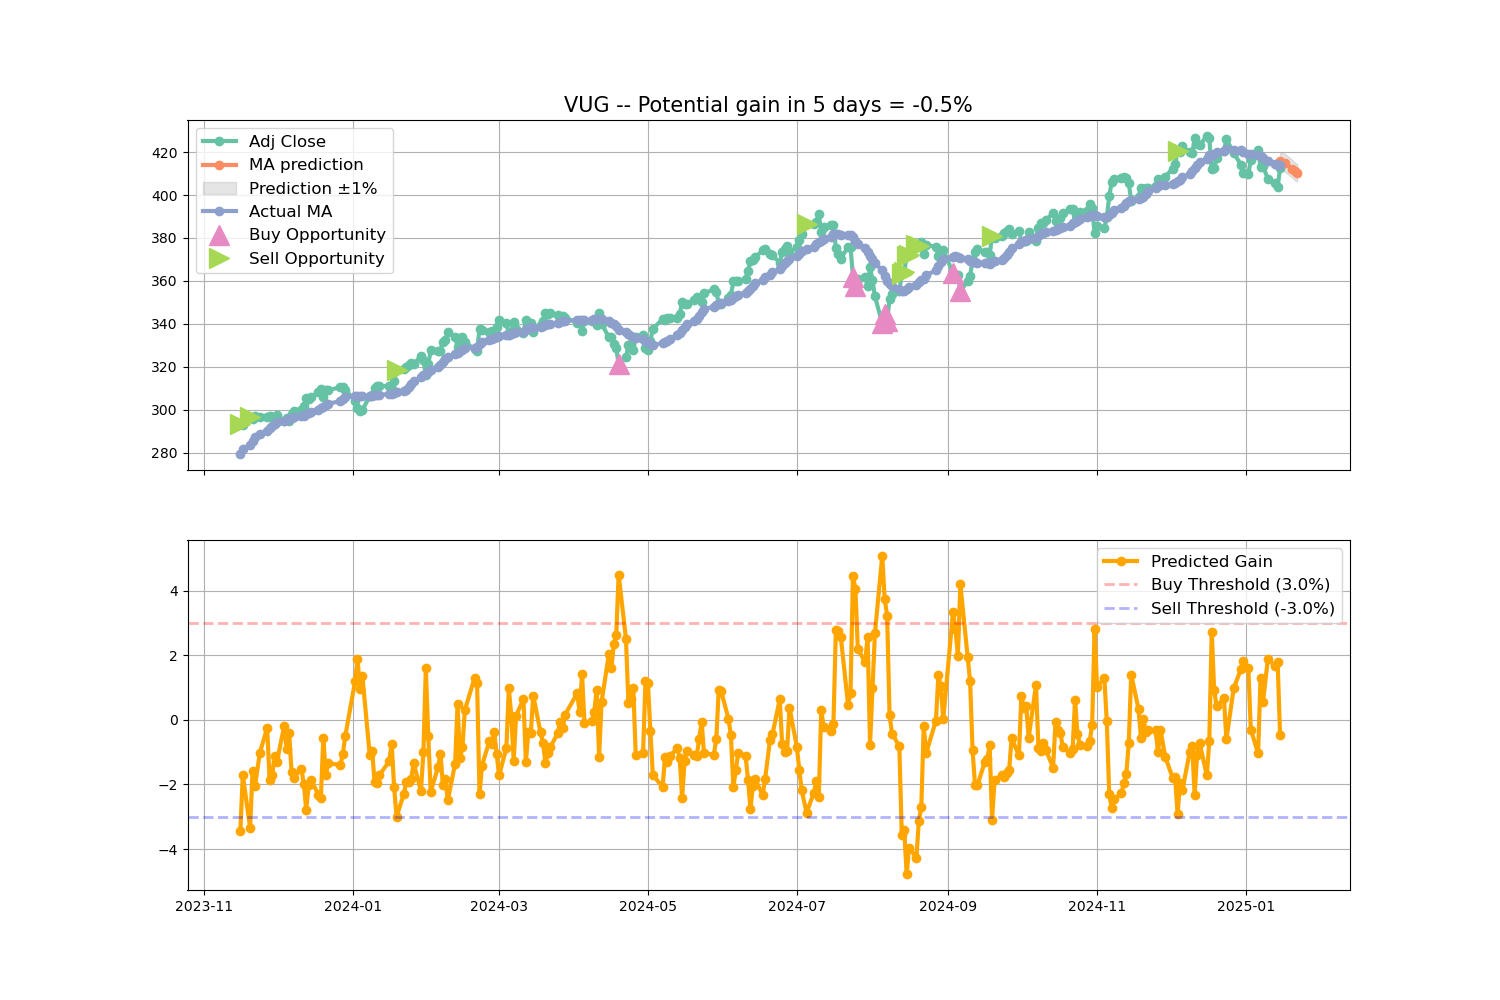 VUG -- Potential gain in 5 days = -0.5%
Adj Close
MA prediction
Prediction ±1%
Actual MA
Buy Opportunity
Sell Opportunity
420
400
380
360
340
320
300
280
Predicted Gain
Buy Threshold (3.0%)
Sell Threshold (-3.0%)
4
2
0
−2
−4
2023-11 2024-01 2024-03 2024-05 2024-07 2024-09 2024-11 2025-01